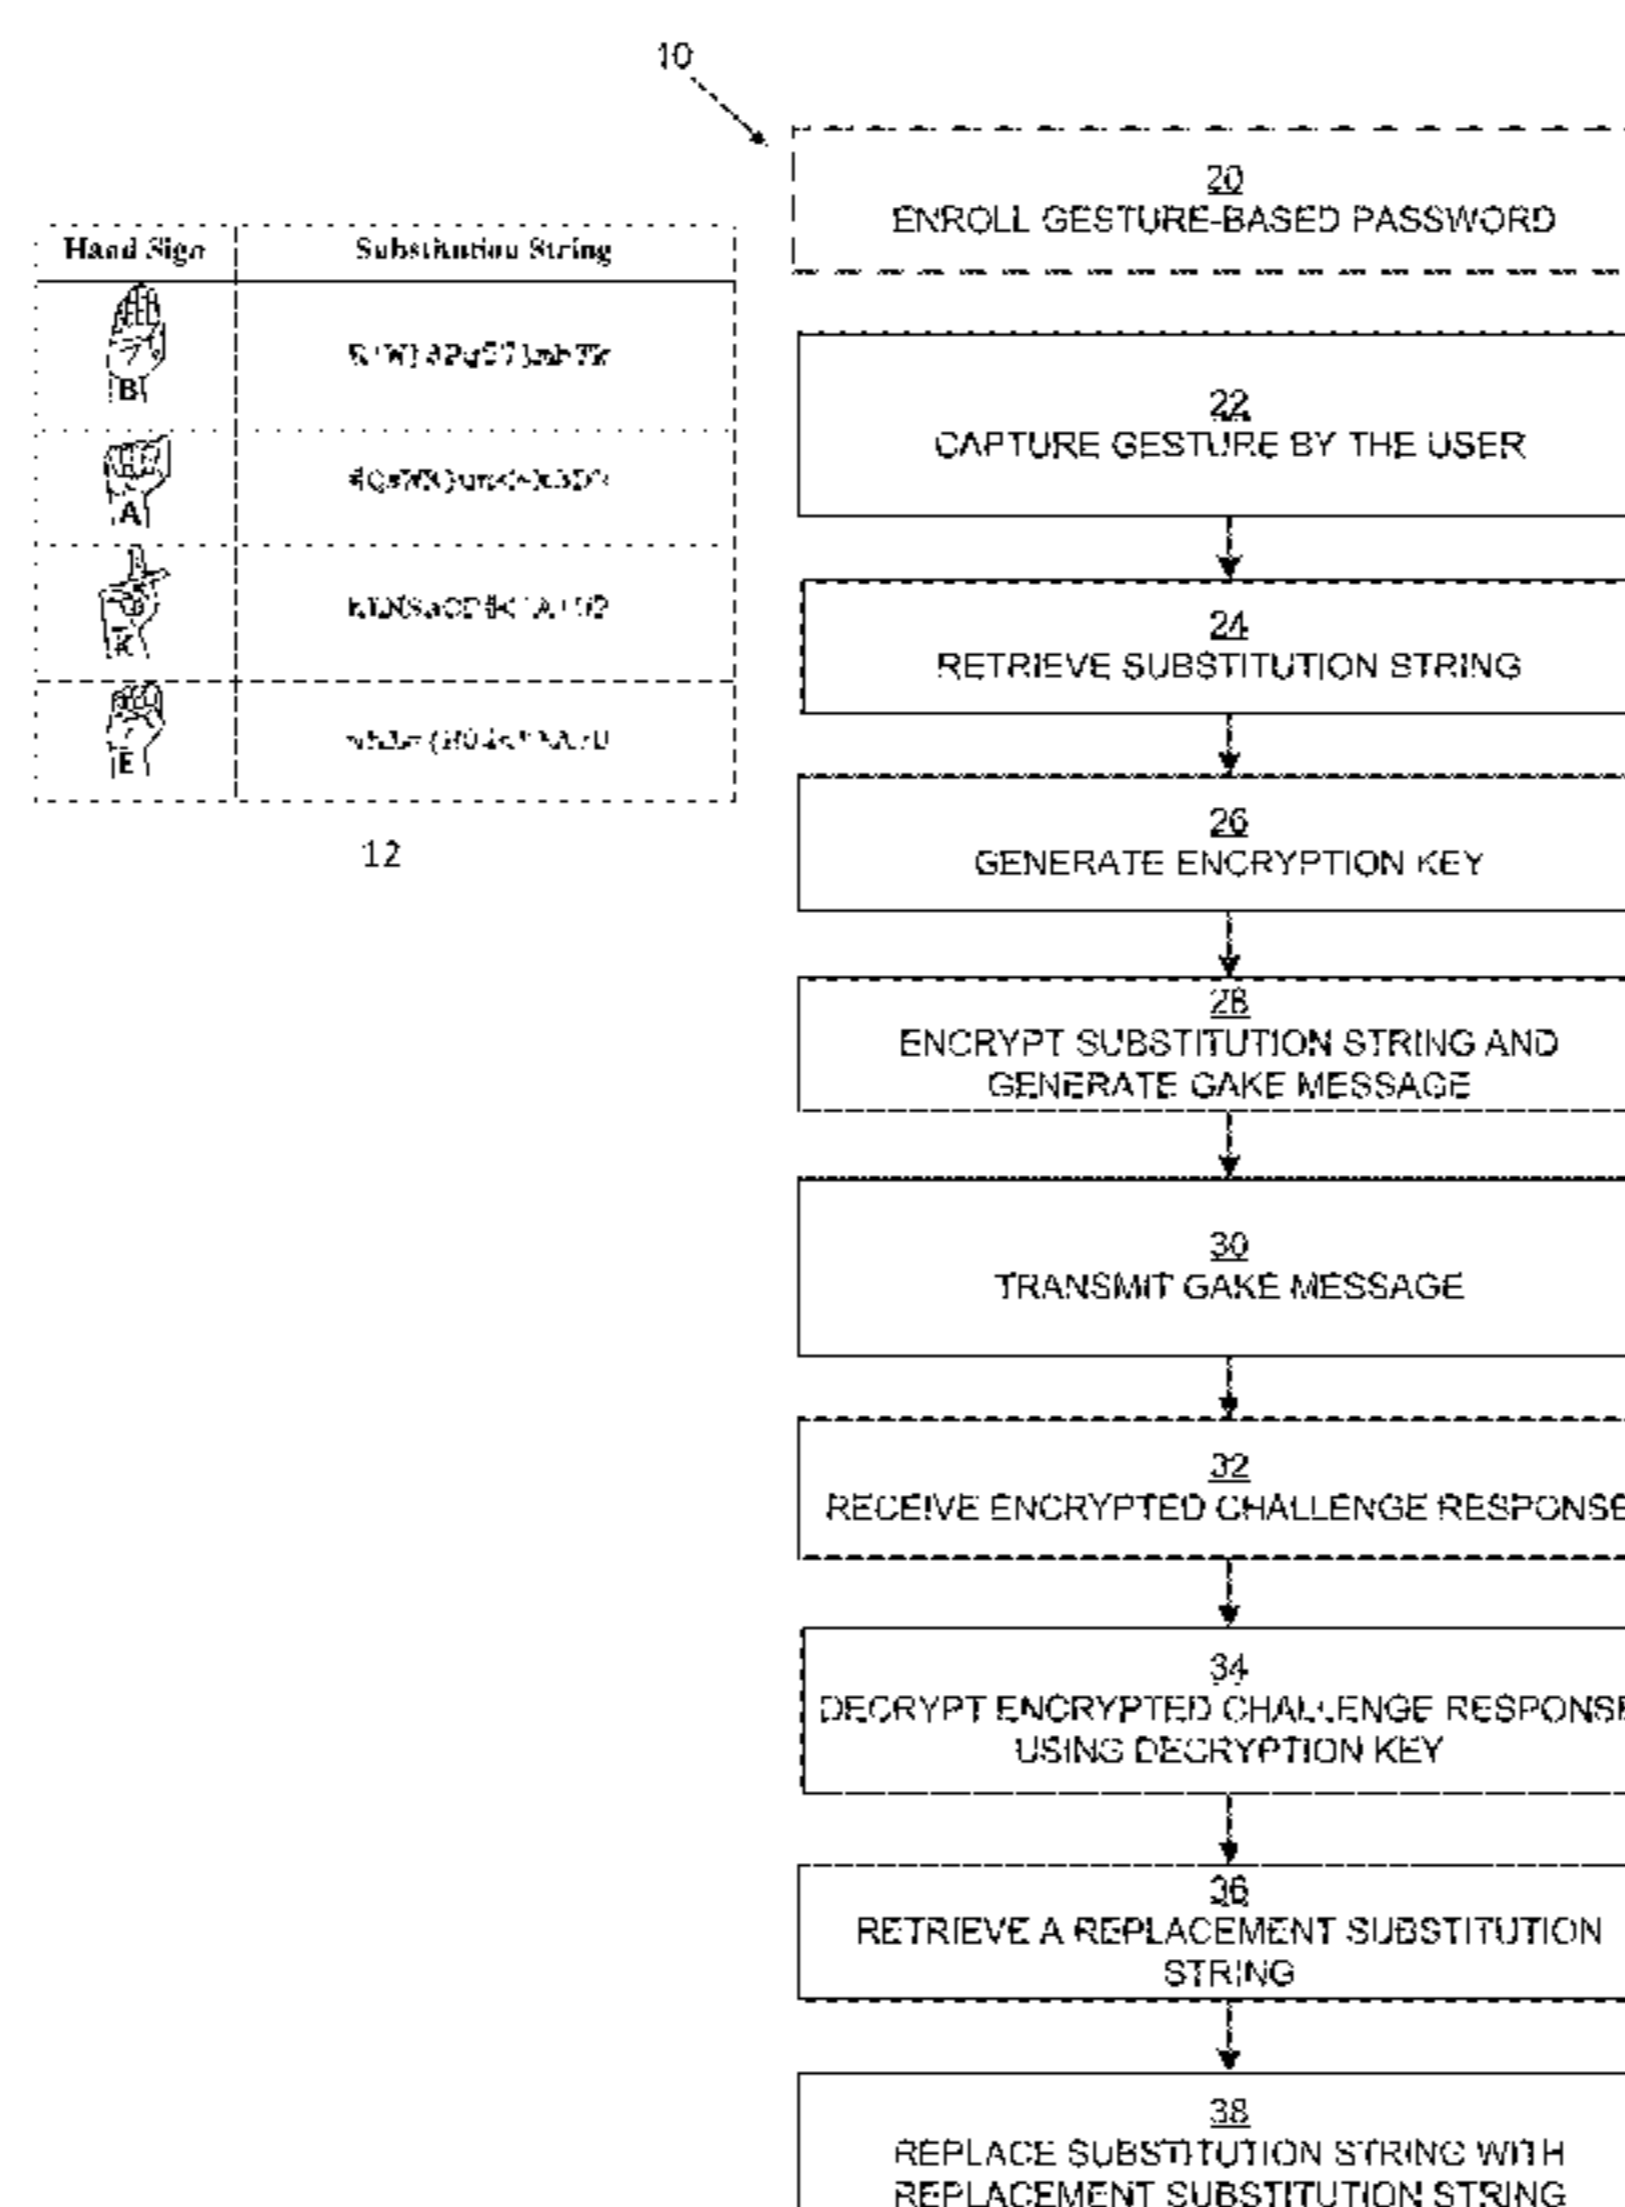 10
Hand Sign
Substitution String
B
A
K
E
12
20
ENROLL GESTURE-BASED PASSWORD
22
CAPTURE GESTURE BY THE USER
24
RETRIEVE SUBSTITUTION STRING
26
GENERATE ENCRYPTION KEY
28
ENCRYPT SUBSTITUTION STRING AND
GENERATE GAKE MESSAGE
30
TRANSMIT GAKE MESSAGE
32
RECEIVE ENCRYPTED CHALLENGE RESPONSE
34
DECRYPT ENCRYPTED CHALLENGE RESPONSE
USING DECRYPTION KEY
36
RETRIEVE A REPLACEMENT SUBSTITUTION
STRING
38
REPLACE SUBSTITUTION STRING WITH
REPLACEMENT SUBSTITUTION STRING